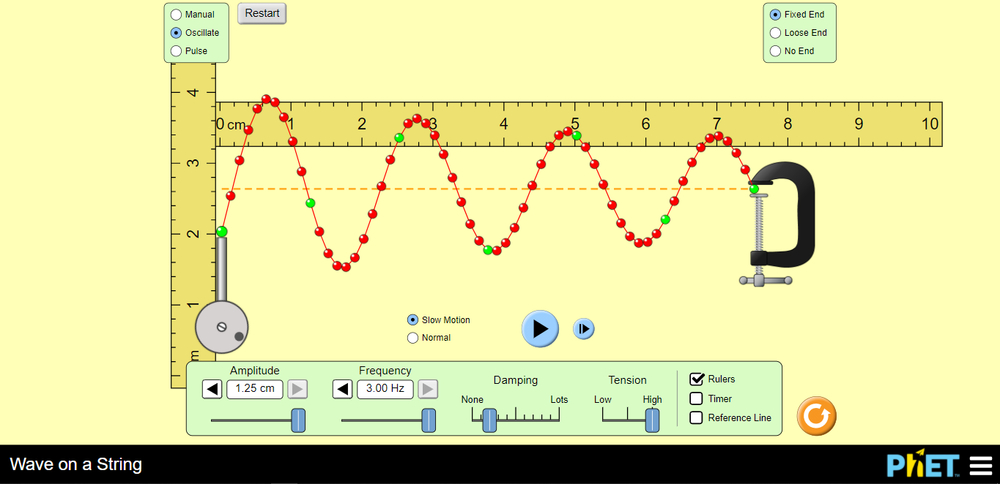 Manual
Oscillate
Pulse
Restart
Fixed End
Loose End
No End
4
3
2
1
m
0 cm 1 2 3 4 5 6 7 8 9 10
Slow Motion
Normal
Amplitude
1.25 cm
Frequency
3.00 Hz
Damping
None Lots
Tension
Low High
Rulers
Timer
Reference Line
Wave on a String
PhET